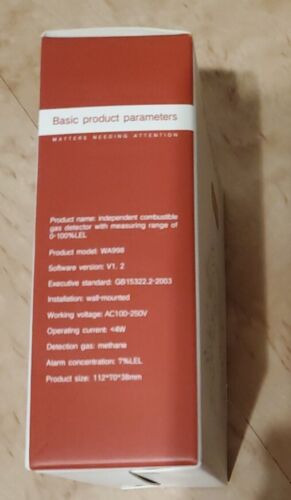 Basic product parameters
MATTERS NEEDING ATTENTION
Product name: independent combustible
gas detector with measuring range of
0-100%LEL
Product model: WA998
Software version: V1. 2
Executive standard: GB15322.2-2003
Installation: wall-mounted
Working voltage: AC100-250V
Operating current: <4W
Detection gas: methane
Alarm concentration: 7%LEL
Product size: 112*70*38mm